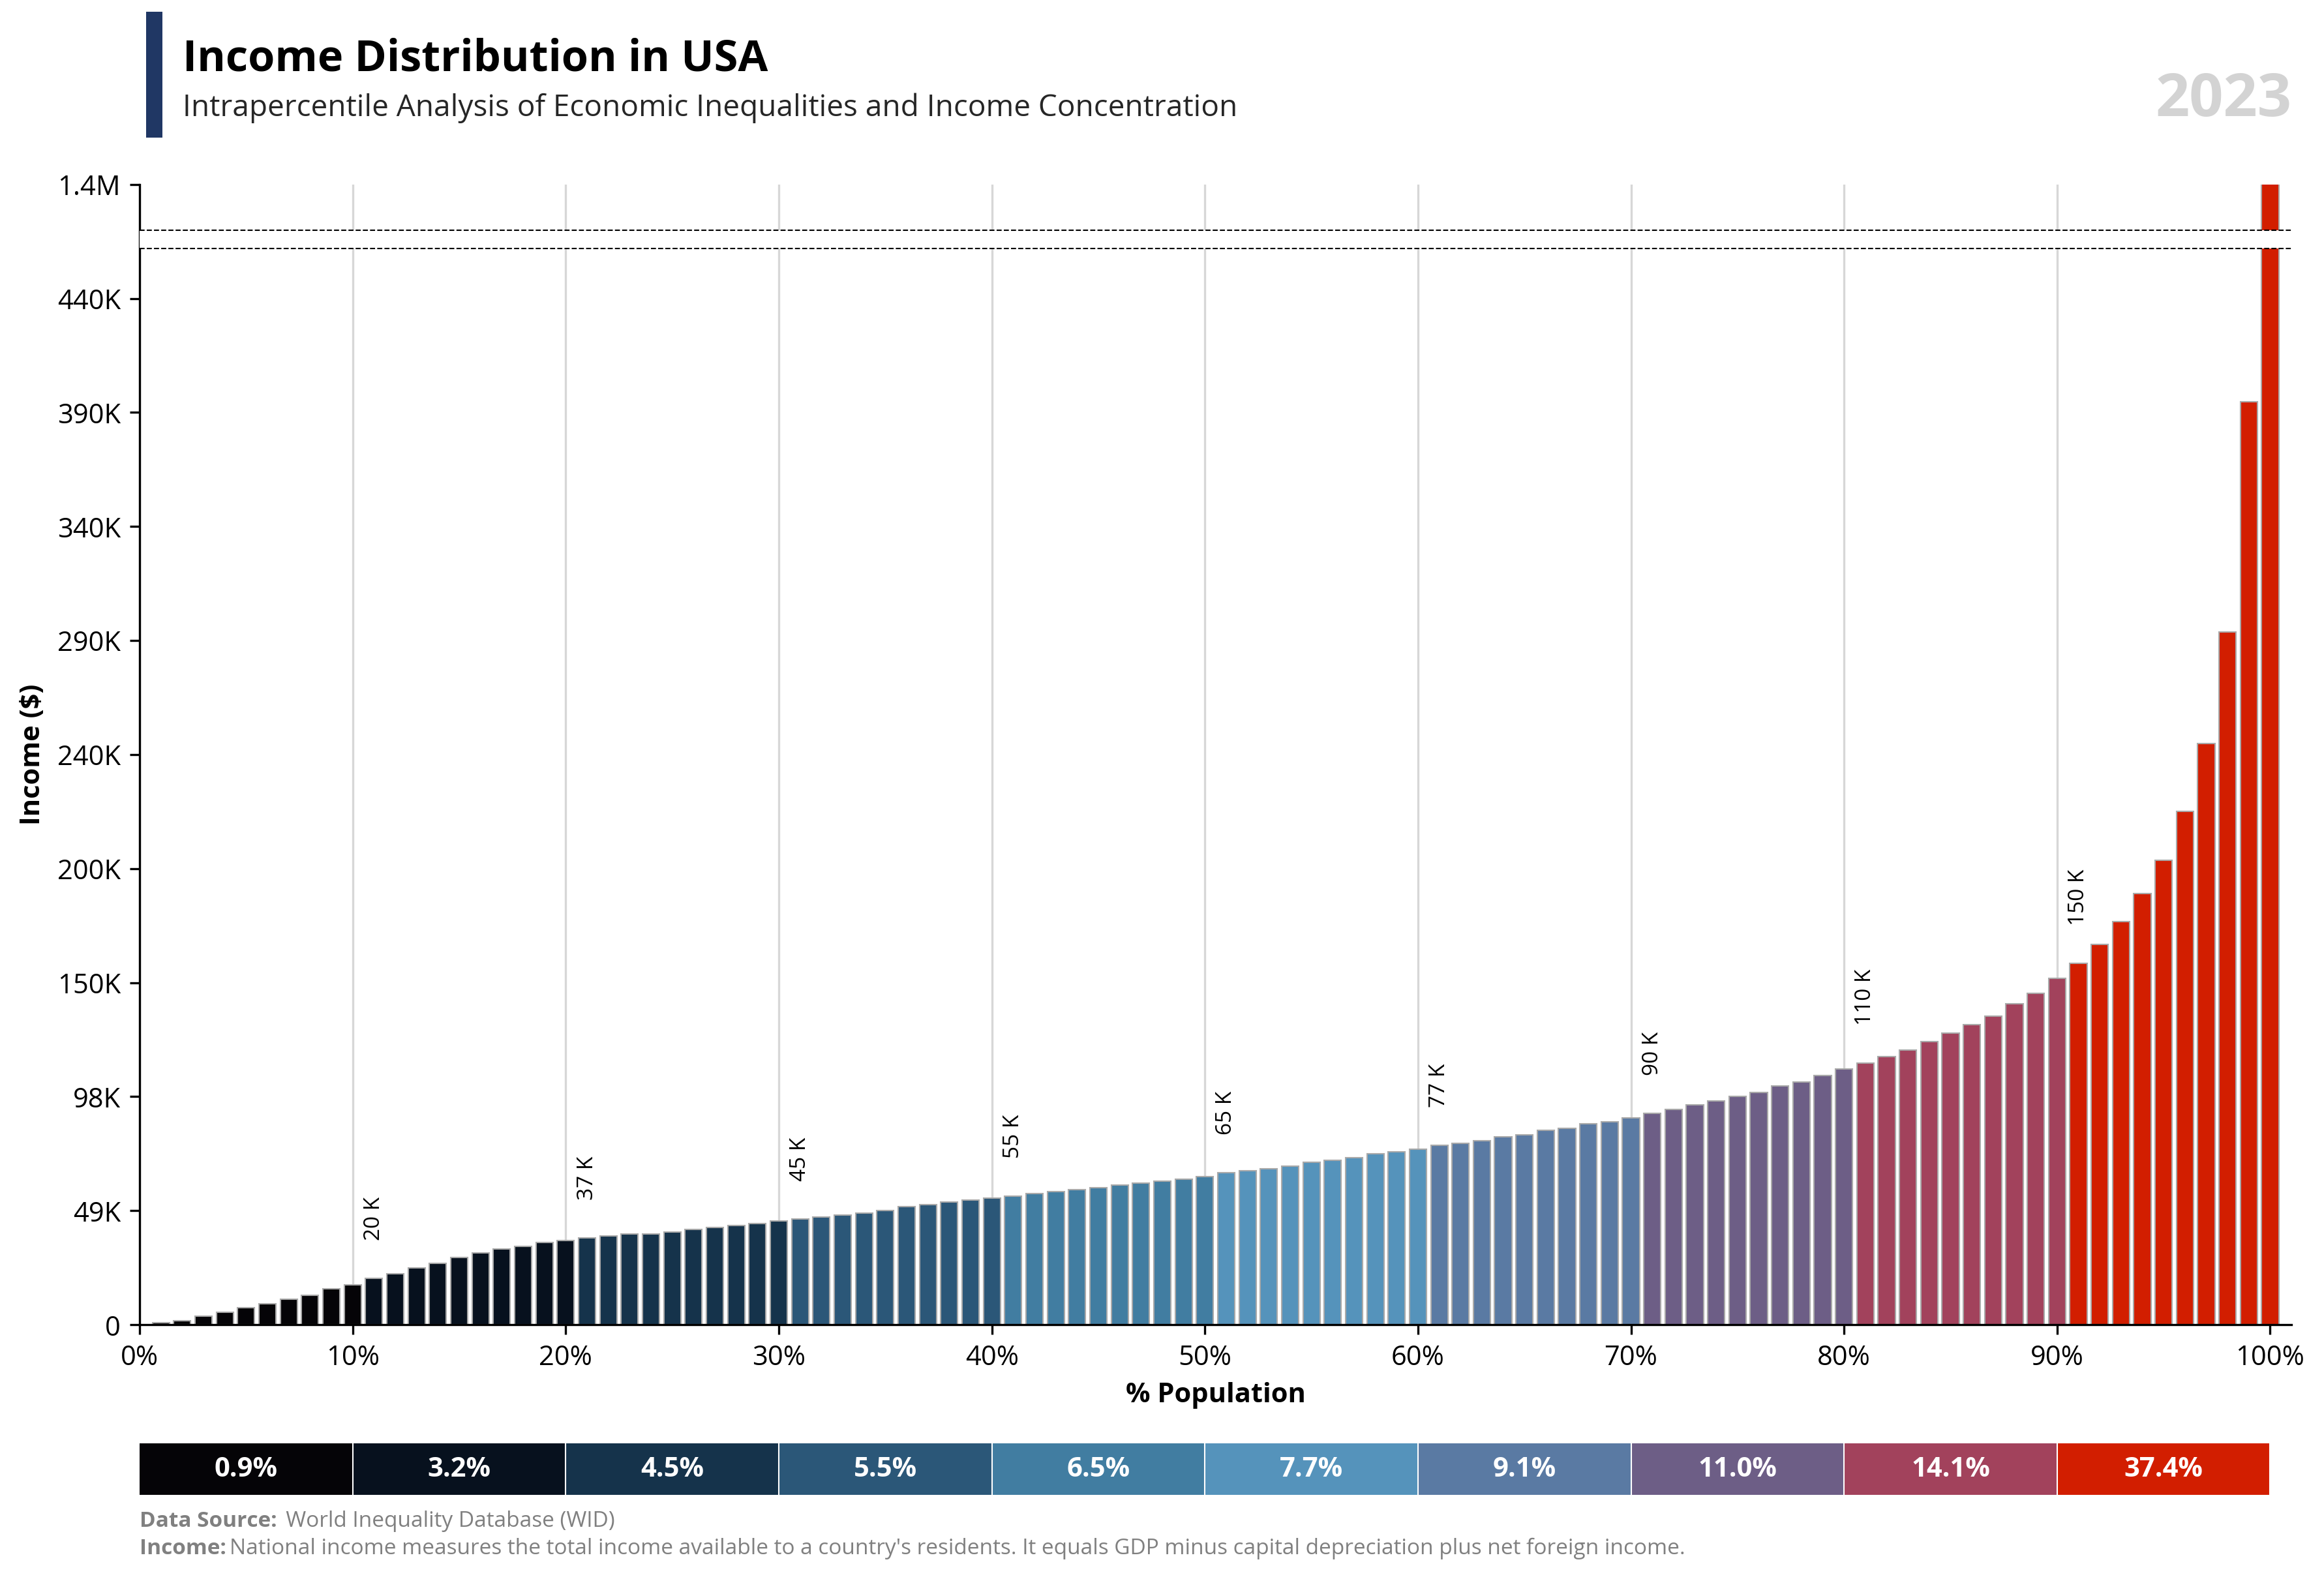 Income Distribution in USA
Intrapercentile Analysis of Economic Inequalities and Income Concentration
2023
Income ($)
1.4M
440K
390K
340K
290K
240K
200K
150K
98K
49K
0
20 K
37 K
45 K
55 K
65 K
77 K
90 K
110 K
150 K
0% 10% 20% 30% 40% 50% 60% 70% 80% 90% 100%
% Population
0.9% 3.2% 4.5% 5.5% 6.5% 7.7% 9.1% 11.0% 14.1% 37.4%
Data Source: World Inequality Database (WID)
Income: National income measures the total income available to a country's residents. It equals GDP minus capital depreciation plus net foreign income.